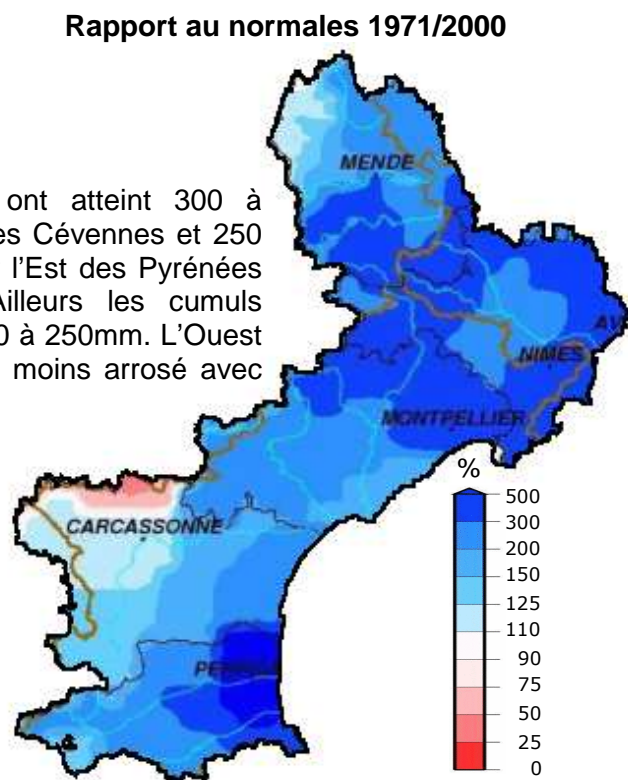 Rapport au normales 1971/2000
MENDE
ont atteint 300 à
es Cévennes et 250
l'Est des Pyrénées
Ailleurs les cumuls
0 à 250mm. L'Ouest
moins arrosé avec
AV
NIMES
MONTPELLIER
CARCASSONNE
%
500
300
200
150
125
110
90
75
50
25
0